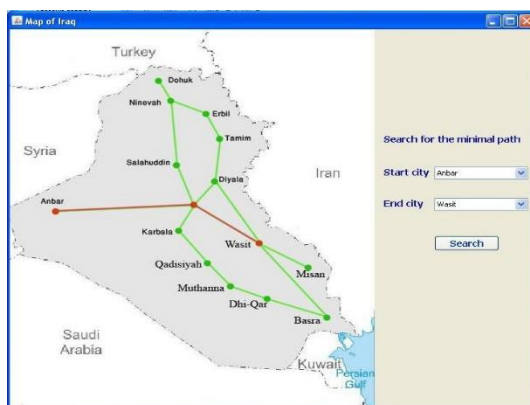 Map of Iraq
Turkey
Dohuk
Ninevah
Erbil
Tamim
Syria
Salahuddin
Diyala
Iran
Anbar
Karbala
Wasit
Qadisiyah
Misan
Muthanna
Dhi-Qar
Basra
Saudi
Arabia
Kuwait
Persian
Gulf
Search for the minimal path
Start city Anbar
End city Wasit
Search